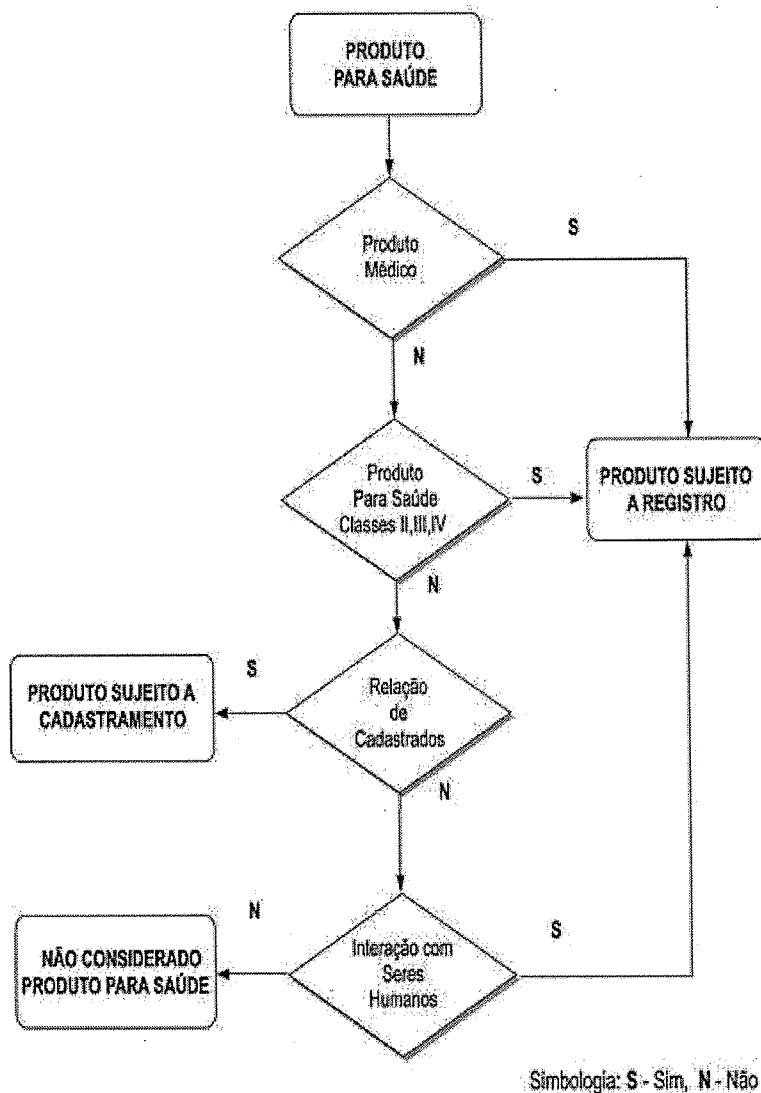 PRODUTO
PARA SAÚDE
Produto
Médico
S
N
Produto
Para Saúde
Classes II,III,IV
S
PRODUTO SUJEITO
A REGISTRO
N
Relação
de
Cadastrados
S
PRODUTO SUJEITO A
CADASTRAMENTO
N
Interação com
Seres
Humanos
N
NÃO CONSIDERADO
PRODUTO PARA SAÚDE
S
Simbologia: S - Sim, N - Não